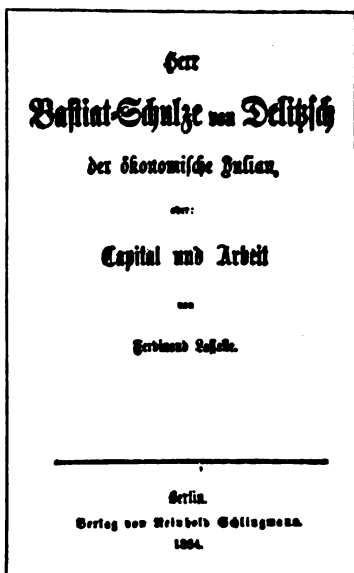 Herr
Bastiat-Schulze von Delitzsch
der ökonomische Julian,
oder:
Capital und Arbeit
von
Ferdinand Lassalle.
Berlin.
Verlag von Reinhold Schlingmann.
1864.